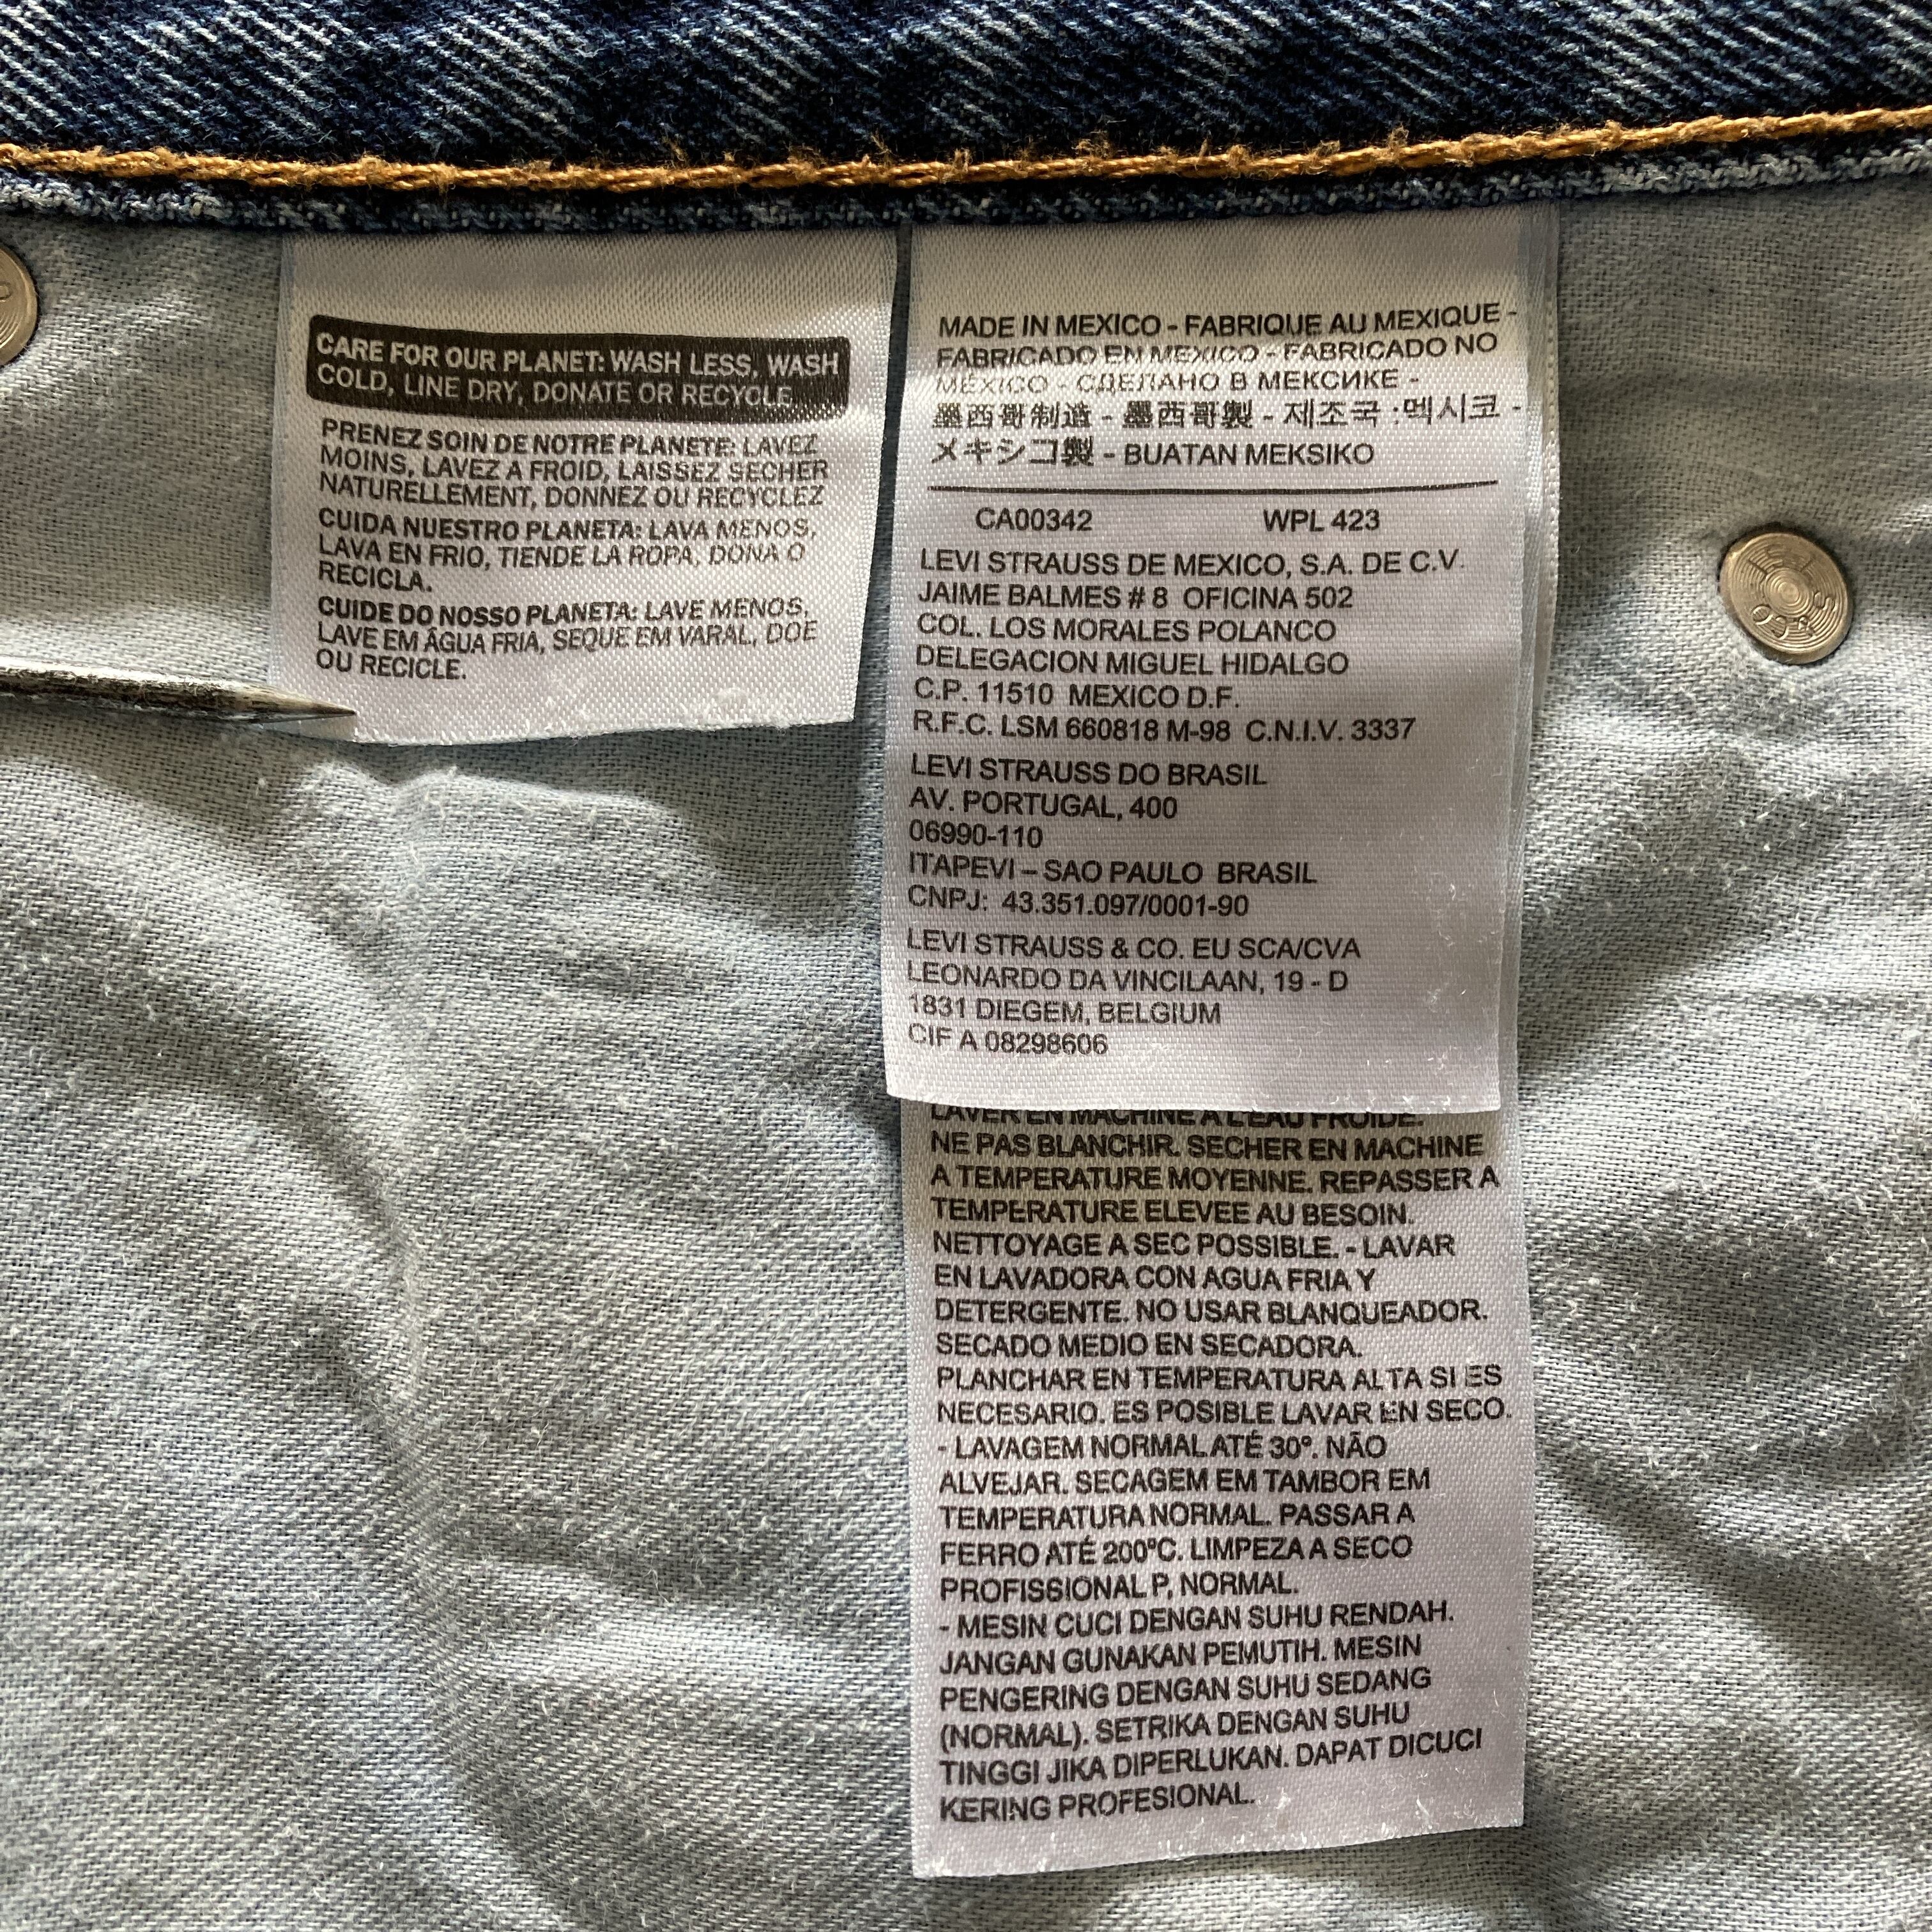 CARE FOR OUR PLANET: WASH LESS, WASH
COLD, LINE DRY, DONATE OR RECYCLE.
PRENEZ SOIN DE NOTRE PLANETE: LAVEZ
MOINS, LAVEZ A FROID, LAISSEZ SECHER
NATURELLEMENT, DONNEZ OU RECYCLEZ
CUIDA NUESTRO PLANETA: LAVA MENOS,
LAVA EN FRIO, TIENDE LA ROPA, DONA O
RECICLA.
CUIDE DO NOSSO PLANETA: LAVE MENOS,
LAVE EM ÁGUA FRIA, SEQUE EM VARAL, DOE
OU RECICLE.
MADE IN MEXICO - FABRIQUE AU MEXIQUE -
FABRICADO EN MEXICO - FABRICADO NO
MÉXICO - СДЕЛАНО В МЕКСИКЕ -
墨西哥制造 - 墨西哥製 - 제조국 :멕시코 -
メキシコ製 - BUATAN MEKSIKO
CA00342 WPL 423
LEVI STRAUSS DE MEXICO, S.A. DE C.V.
JAIME BALMES # 8 OFICINA 502
COL. LOS MORALES POLANCO
DELEGACION MIGUEL HIDALGO
C.P. 11510 MEXICO D.F.
R.F.C. LSM 660818 M-98 C.N.I.V. 3337
LEVI STRAUSS DO BRASIL
AV. PORTUGAL, 400
06990-110
ITAPEVI – SAO PAULO BRASIL
CNPJ: 43.351.097/0001-90
LEVI STRAUSS & CO. EU SCA/CVA
LEONARDO DA VINCILAAN, 19 - D
1831 DIEGEM, BELGIUM
CIF A 08298606
LAVER EN MACHINE A L'EAU FROIDE.
NE PAS BLANCHIR. SECHER EN MACHINE
A TEMPERATURE MOYENNE. REPASSER A
TEMPERATURE ELEVEE AU BESOIN.
NETTOYAGE A SEC POSSIBLE. - LAVAR
EN LAVADORA CON AGUA FRIA Y
DETERGENTE. NO USAR BLANQUEADOR.
SECADO MEDIO EN SECADORA.
PLANCHAR EN TEMPERATURA ALTA SI ES
NECESARIO. ES POSIBLE LAVAR EN SECO.
- LAVAGEM NORMAL ATÉ 30°. NÃO
ALVEJAR. SECAGEM EM TAMBOR EM
TEMPERATURA NORMAL. PASSAR A
FERRO ATÉ 200°C. LIMPEZA A SECO
PROFISSIONAL P, NORMAL.
- MESIN CUCI DENGAN SUHU RENDAH.
JANGAN GUNAKAN PEMUTIH. MESIN
PENGERING DENGAN SUHU SEDANG
(NORMAL). SETRIKA DENGAN SUHU
TINGGI JIKA DIPERLUKAN. DAPAT DICUCI
KERING PROFESIONAL.